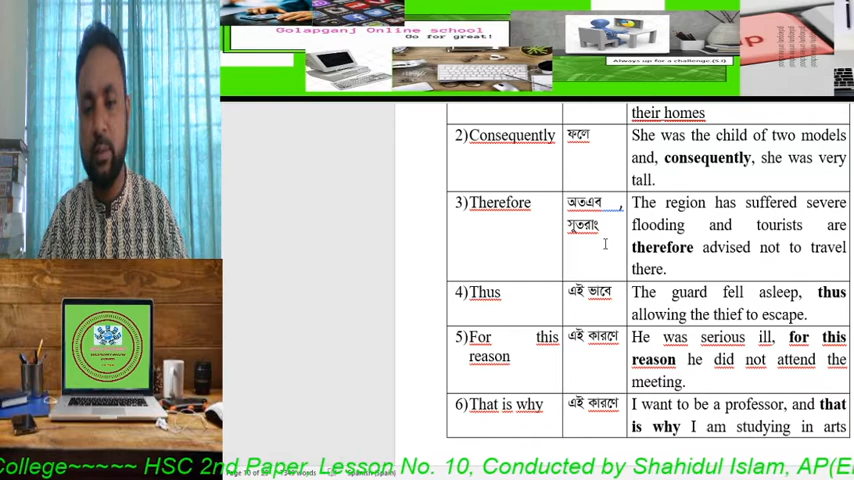 Golapganj Online school
Go for great!
Always up for a challenge.(S.I)
their homes
2) Consequently
ফলে
She was the child of two models
and, consequently, she was very
tall.
3) Therefore
অতএব ,
সুতরাং
The region has suffered severe
flooding and tourists are
therefore advised not to travel
there.
4) Thus
এই ভাবে
The guard fell asleep, thus
allowing the thief to escape.
5) For this
reason
এই কারণে
He was serious ill, for this
reason he did not attend the
meeting.
6) That is why
এই কারণে
I want to be a professor, and that
is why I am studying in arts
College~~~~~ HSC 2nd Paper, Lesson No. 10, Conducted by Shahidul Islam, AP(E